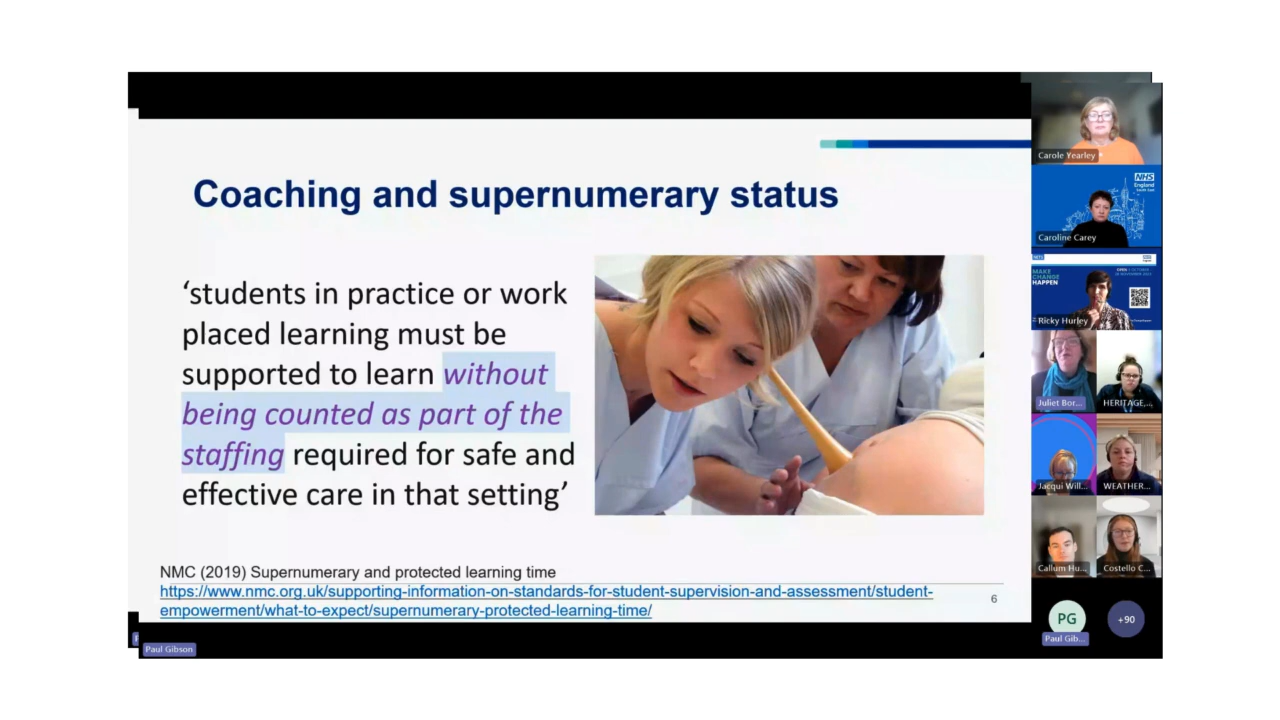 Coaching and supernumerary status
‘students in practice or work
placed learning must be
supported to learn without
being counted as part of the
staffing required for safe and
effective care in that setting’
NMC (2019) Supernumerary and protected learning time
https://www.nmc.org.uk/supporting-information-on-standards-for-student-supervision-and-assessment/student-
empowerment/what-to-expect/supernumerary-protected-learning-time/
6
Paul Gibson
Carole Yearley
NHS
England
South East
Caroline Carey
MAKE
CHANGE
HAPPEN
Ricky Hurley
Juliet Bor...
HERITAGE,...
Jacqui Will...
WEATHER...
Callum Hu...
Costello C...
PG
+90
Paul Gib...